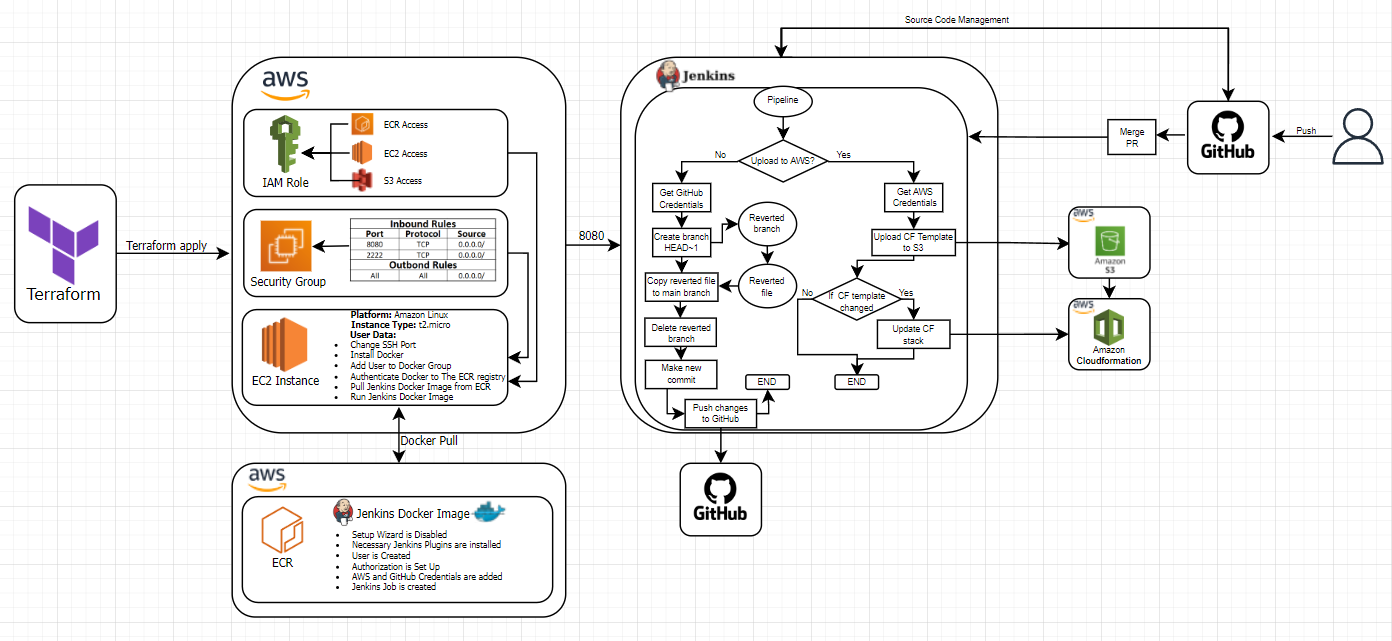 Source Code Management
aws
IAM Role
ECR Access
EC2 Access
S3 Access
Security Group
Inbound Rules
Port Protocol Source
8080 TCP 0.0.0.0/
2222 TCP 0.0.0.0/
Outbond Rules
All All 0.0.0.0/
EC2 Instance
Platform: Amazon Linux
Instance Type: t2.micro
User Data:
• Change SSH Port
• Install Docker
• Add User to Docker Group
• Authenticate Docker to The ECR registry
• Pull Jenkins Docker Image from ECR
• Run Jenkins Docker Image
Terraform
Terraform apply
8080
Docker Pull
aws
ECR
Jenkins Docker Image
• Setup Wizard is Disabled
• Necessary Jenkins Plugins are installed
• User is Created
• Authorization is Set Up
• AWS and GitHub Credentials are added
• Jenkins Job is created
Jenkins
Pipeline
Upload to AWS?
No
Yes
Get GitHub
Credentials
Create branch
HEAD~1
Reverted
branch
Reverted
file
Copy reverted file
to main branch
Delete reverted
branch
Make new
commit
Push changes
to GitHub
END
Get AWS
Credentials
Upload CF Template
to S3
If CF template
changed
No
Yes
Update CF
stack
END
GitHub
Merge
PR
GitHub
Push
aws
Amazon
S3
aws
Amazon
Cloudformation